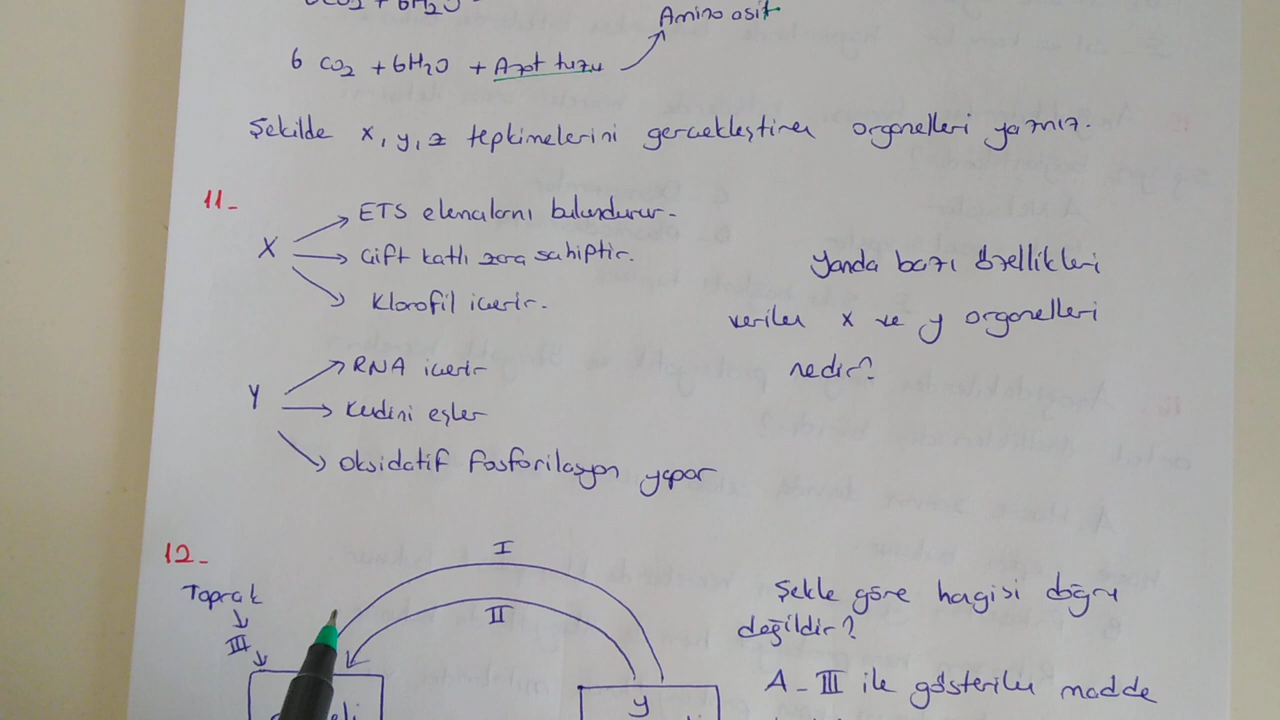 Amino asit
6 CO2 + 6H2O + Azot tuzu
Şekilde x, y, z tepkimelerini gerçekleştiren organelleri yazınız.
11-
X
ETS elemanlarını bulundurur.
Çift katlı zara sahiptir.
Klorofil içerir.
Yanda bazı özellikleri
verilen x ve y organelleri
nedir?
Y
RNA içerir
Kendini eşler
Oksidatif fosforilasyon yapar
12-
Toprak
III
I
II
y
Şekle göre hangisi doğru
değildir?
A- III ile gösterilen madde